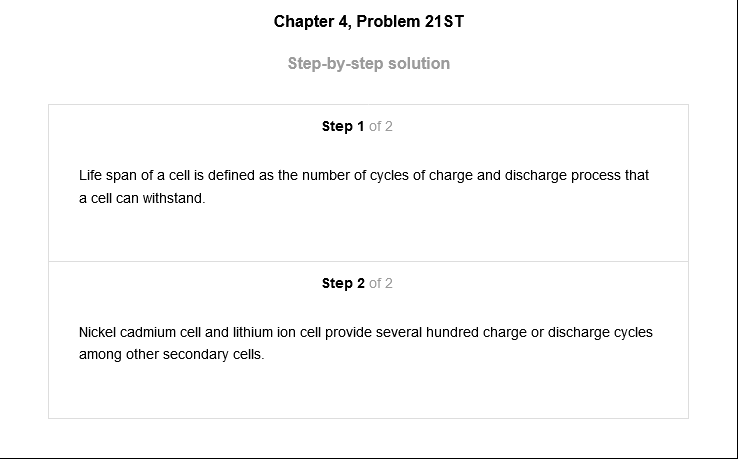 Chapter 4, Problem 21ST
Step-by-step solution
Step 1 of 2
Life span of a cell is defined as the number of cycles of charge and discharge process that
a cell can withstand.
Step 2 of 2
Nickel cadmium cell and lithium ion cell provide several hundred charge or discharge cycles
among other secondary cells.